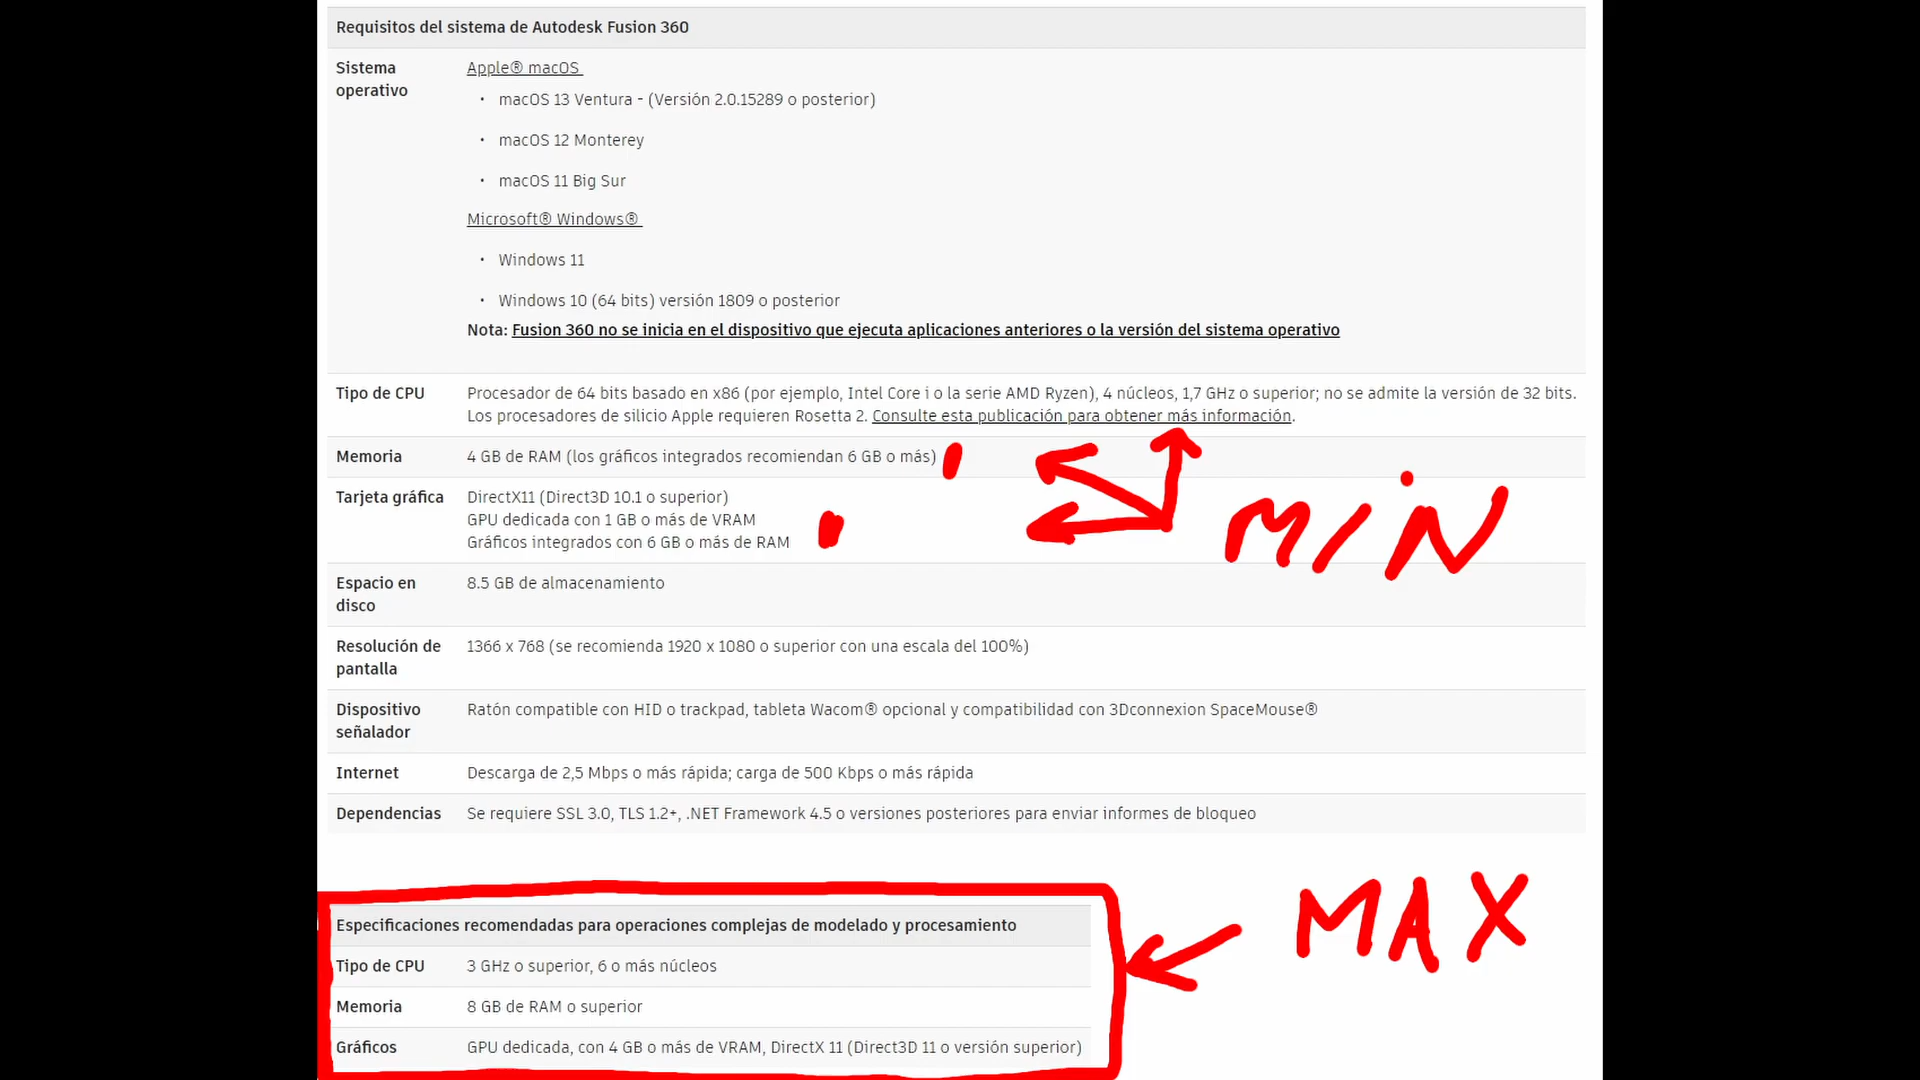 Requisitos del sistema de Autodesk Fusion 360
Sistema operativo
Apple® macOS
• macOS 13 Ventura - (Versión 2.0.15289 o posterior)
• macOS 12 Monterey
• macOS 11 Big Sur
Microsoft® Windows®
• Windows 11
• Windows 10 (64 bits) versión 1809 o posterior
Nota: Fusion 360 no se inicia en el dispositivo que ejecuta aplicaciones anteriores o la versión del sistema operativo
Tipo de CPU
Procesador de 64 bits basado en x86 (por ejemplo, Intel Core i o la serie AMD Ryzen), 4 núcleos, 1,7 GHz o superior; no se admite la versión de 32 bits.
Los procesadores de silicio Apple requieren Rosetta 2. Consulte esta publicación para obtener más información.
Memoria
4 GB de RAM (los gráficos integrados recomiendan 6 GB o más)
Tarjeta gráfica
DirectX11 (Direct3D 10.1 o superior)
GPU dedicada con 1 GB o más de VRAM
Gráficos integrados con 6 GB o más de RAM
MIN
Espacio en disco
8.5 GB de almacenamiento
Resolución de pantalla
1366 x 768 (se recomienda 1920 x 1080 o superior con una escala del 100%)
Dispositivo señalador
Ratón compatible con HID o trackpad, tableta Wacom® opcional y compatibilidad con 3Dconnexion SpaceMouse®
Internet
Descarga de 2,5 Mbps o más rápida; carga de 500 Kbps o más rápida
Dependencias
Se requiere SSL 3.0, TLS 1.2+, .NET Framework 4.5 o versiones posteriores para enviar informes de bloqueo
Especificaciones recomendadas para operaciones complejas de modelado y procesamiento
MAX
Tipo de CPU
3 GHz o superior, 6 o más núcleos
Memoria
8 GB de RAM o superior
Gráficos
GPU dedicada, con 4 GB o más de VRAM, DirectX 11 (Direct3D 11 o versión superior)